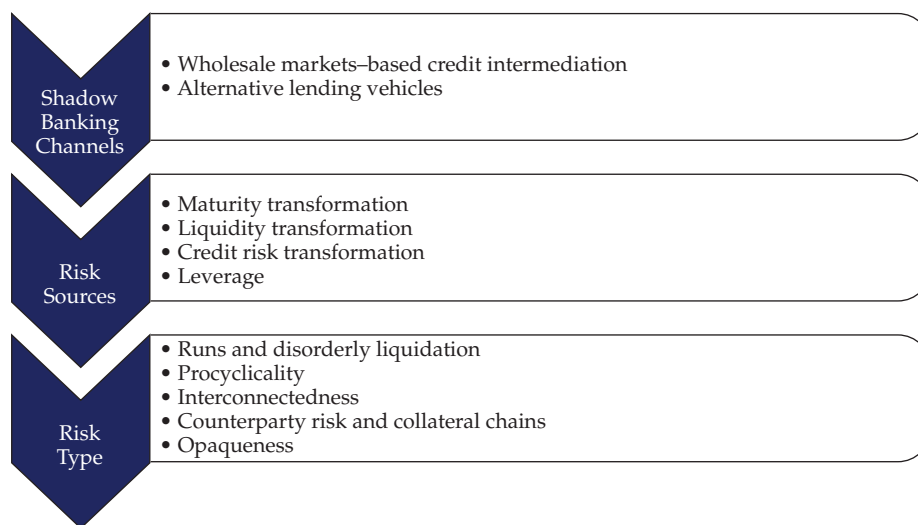 Shadow
Banking
Channels
• Wholesale markets–based credit intermediation
• Alternative lending vehicles
Risk
Sources
• Maturity transformation
• Liquidity transformation
• Credit risk transformation
• Leverage
Risk
Type
• Runs and disorderly liquidation
• Procyclicality
• Interconnectedness
• Counterparty risk and collateral chains
• Opaqueness